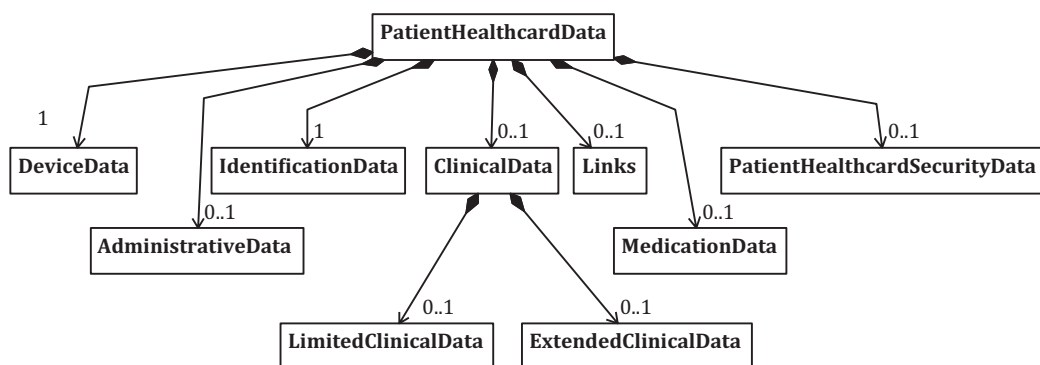 PatientHealthcardData
1
1
0..1
0..1
0..1
DeviceData
IdentificationData
ClinicalData
Links
PatientHealthcardSecurityData
0..1
0..1
AdministrativeData
MedicationData
0..1
0..1
LimitedClinicalData
ExtendedClinicalData